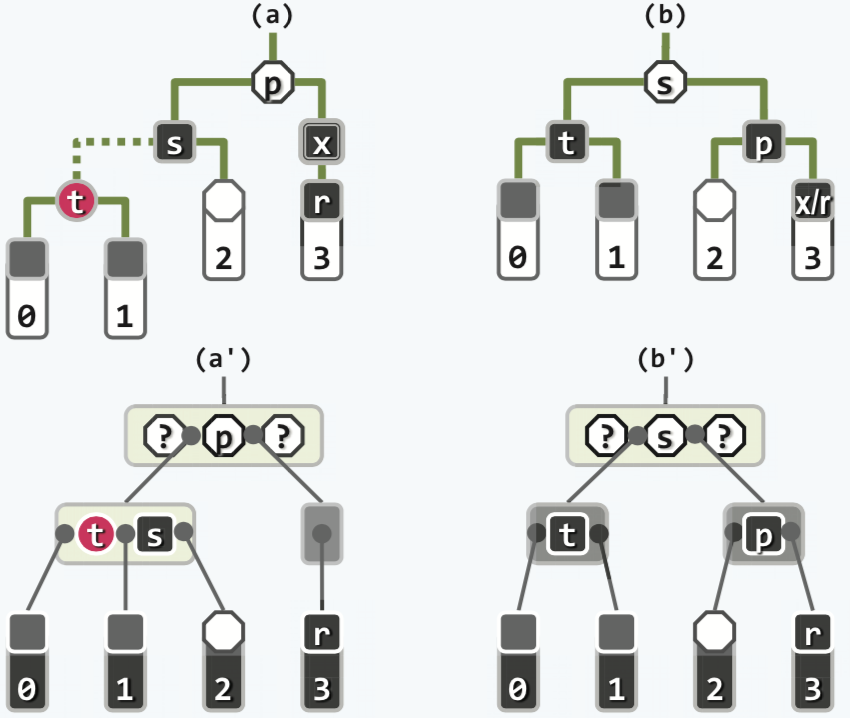 (a) (b)
p s
s x t p
t r x/r
2 3 0 1 2 3
0 1
(a') (b')
? p ? ? s ?
t s t p
r r
0 1 2 3 0 1 2 3